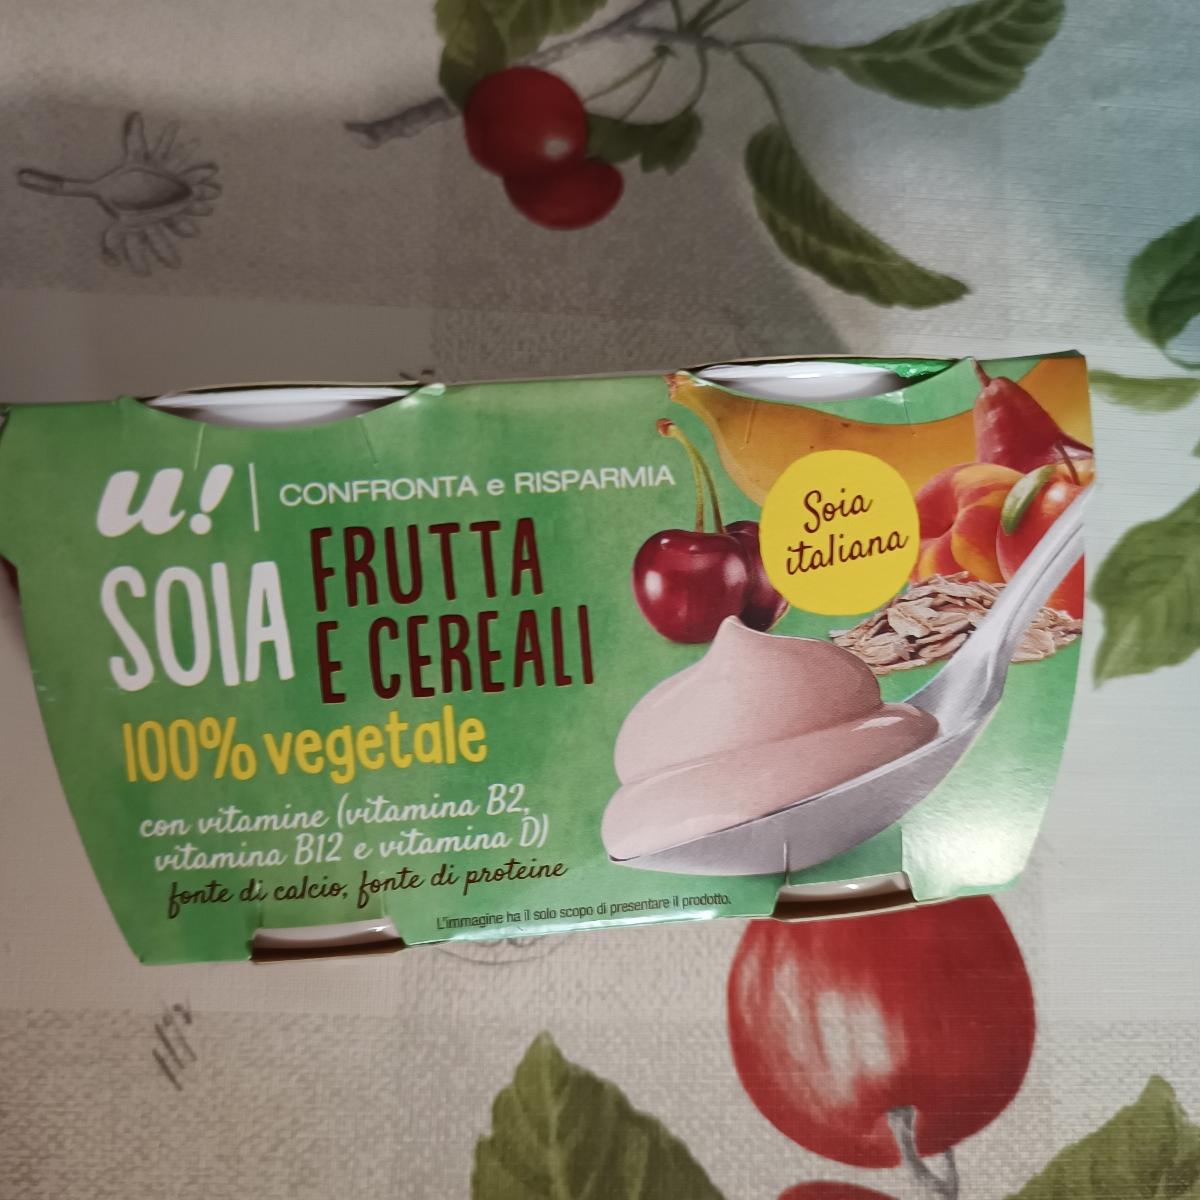 u! | CONFRONTA e RISPARMIA
SOIA FRUTTA
E CEREALI
100% vegetale
con vitamine (vitamina B2,
vitamina B12 e vitamina D)
fonte di calcio, fonte di proteine
L'immagine ha il solo scopo di presentare il prodotto.
Soia
italiana